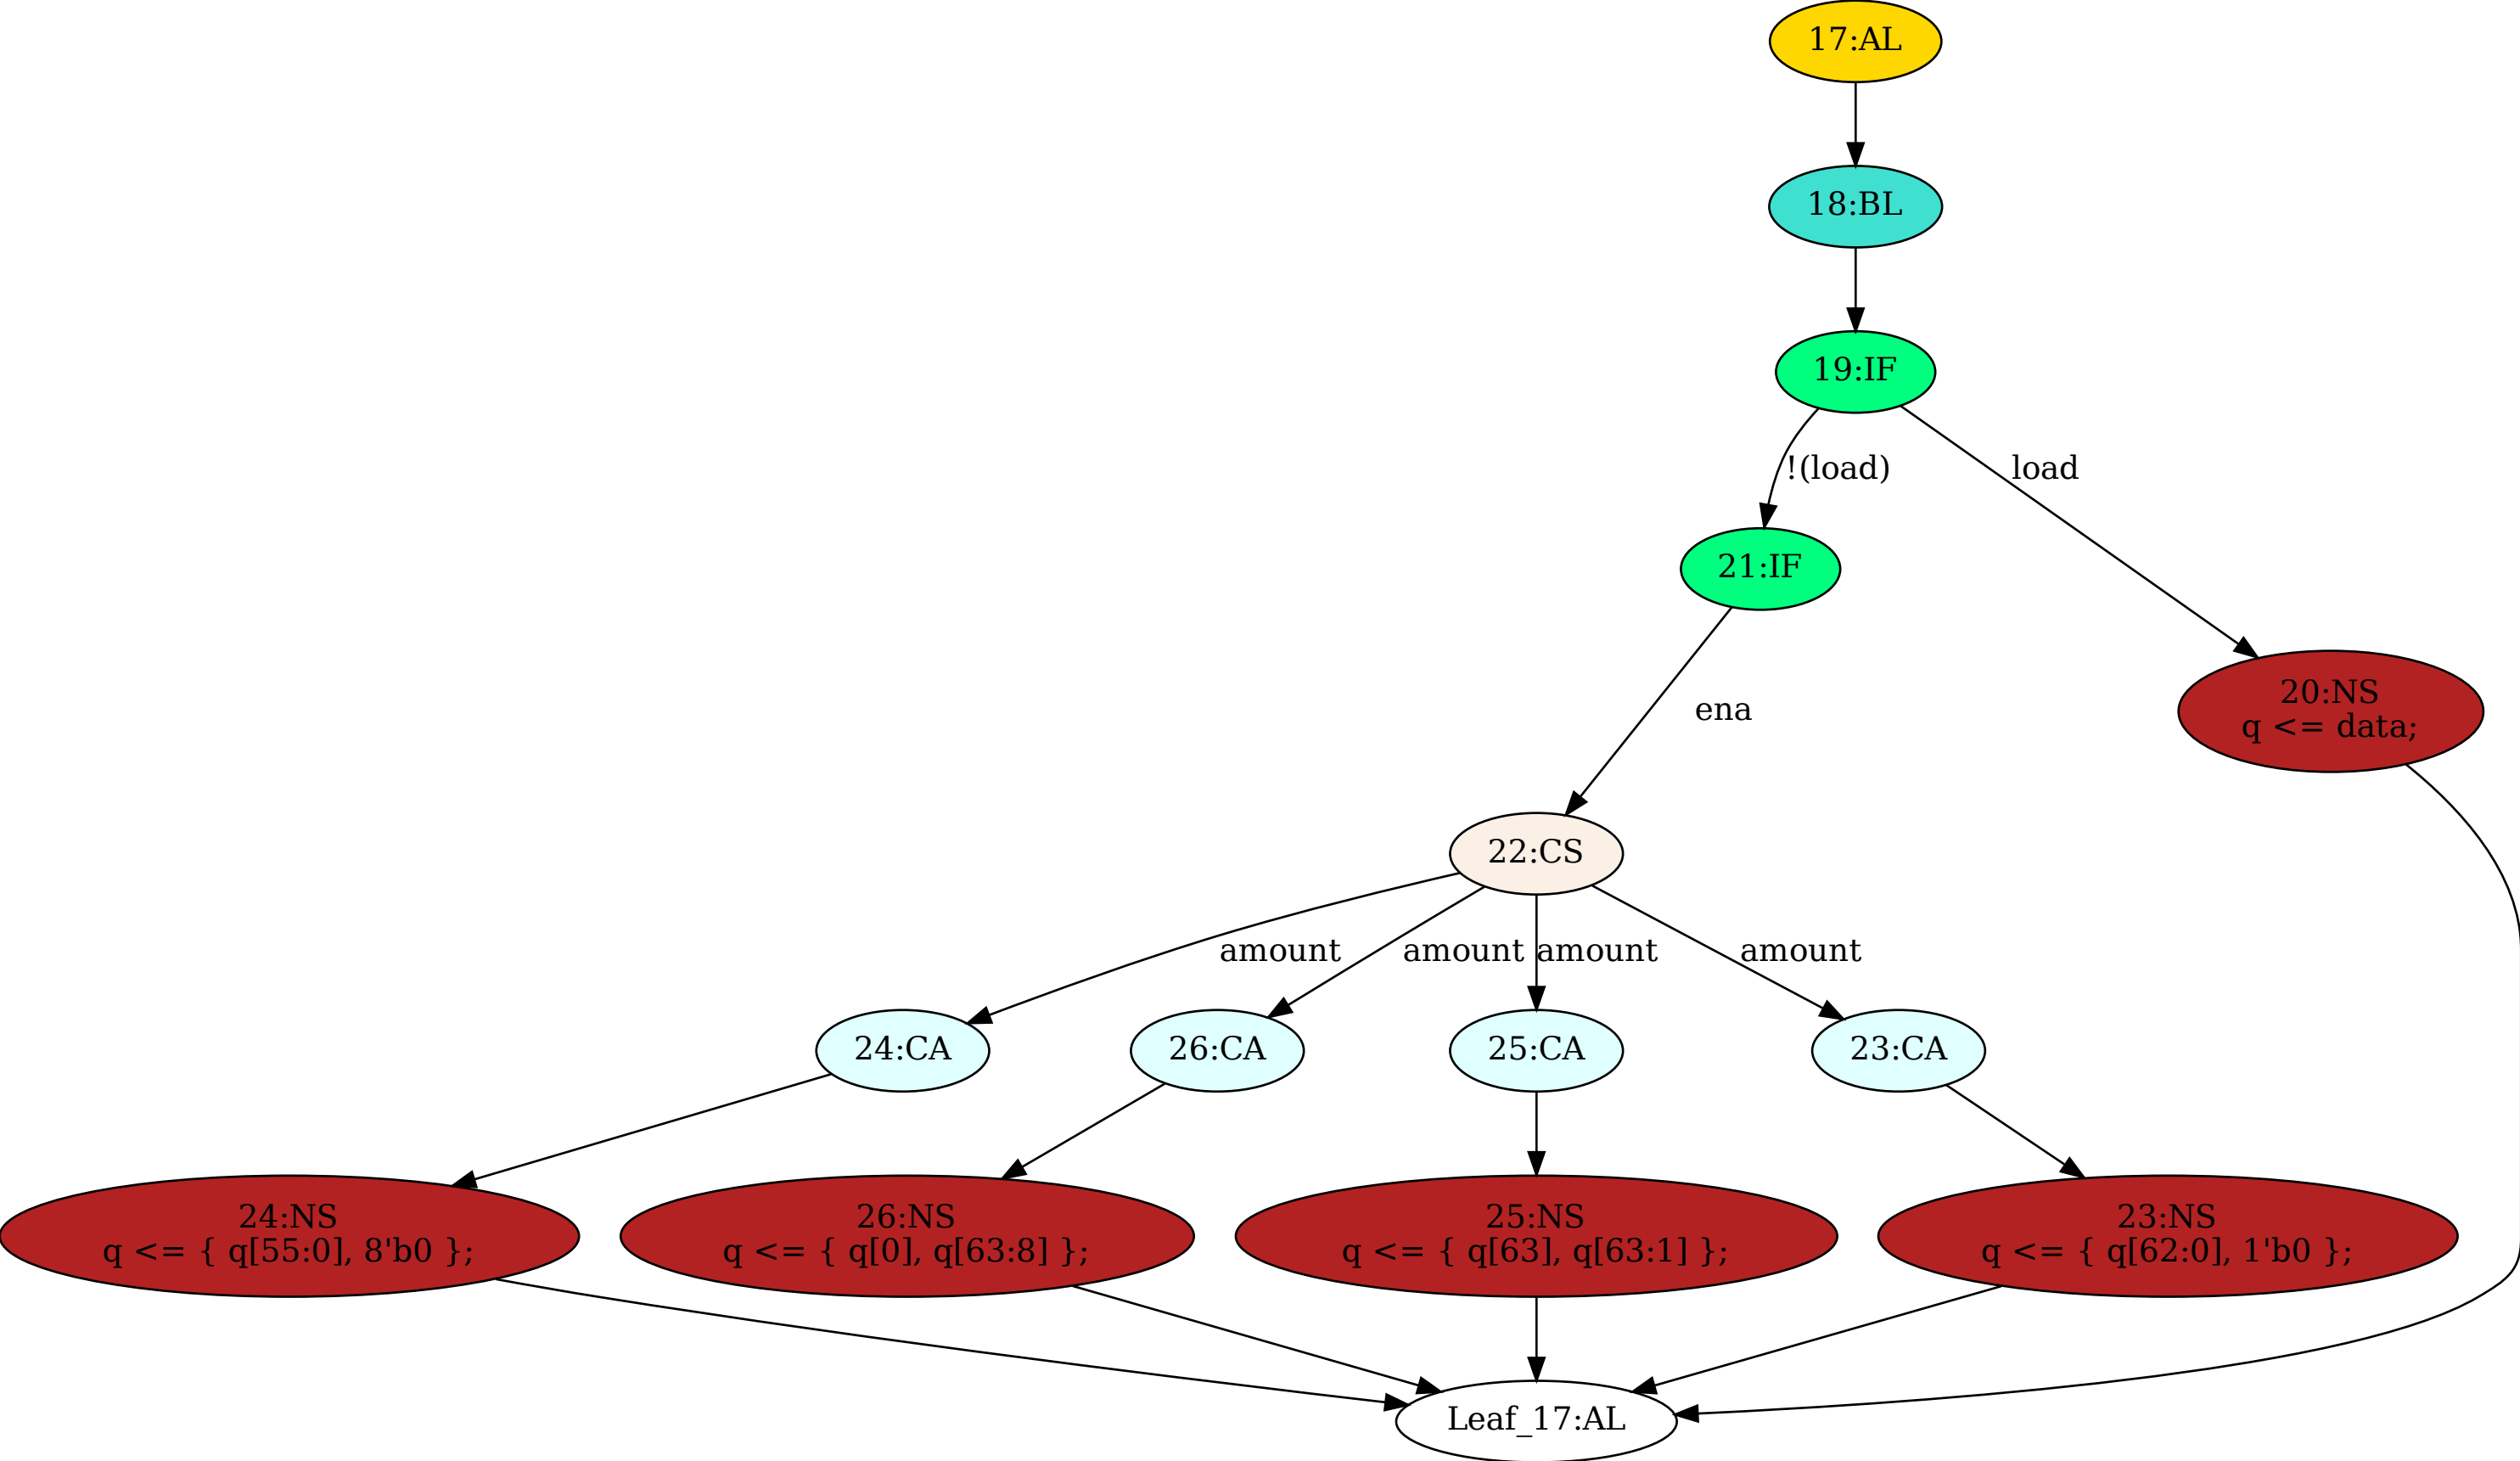 17:AL
18:BL
19:IF
!(load)
load
21:IF
ena
20:NS
q <= data;
22:CS
amount
amount
amount
amount
24:CA
26:CA
25:CA
23:CA
24:NS
q <= { q[55:0], 8'b0 };
26:NS
q <= { q[0], q[63:8] };
25:NS
q <= { q[63], q[63:1] };
23:NS
q <= { q[62:0], 1'b0 };
Leaf_17:AL